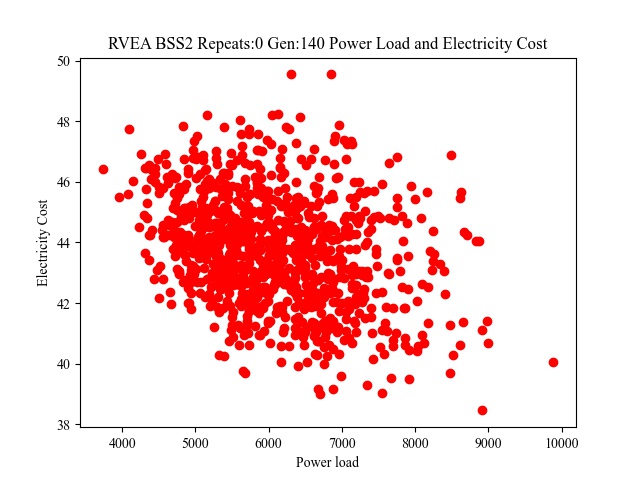 RVEA BSS2 Repeats:0 Gen:140 Power Load and Electricity Cost
50
48
46
44
42
40
38
Electricity Cost
4000 5000 6000 7000 8000 9000 10000
Power load